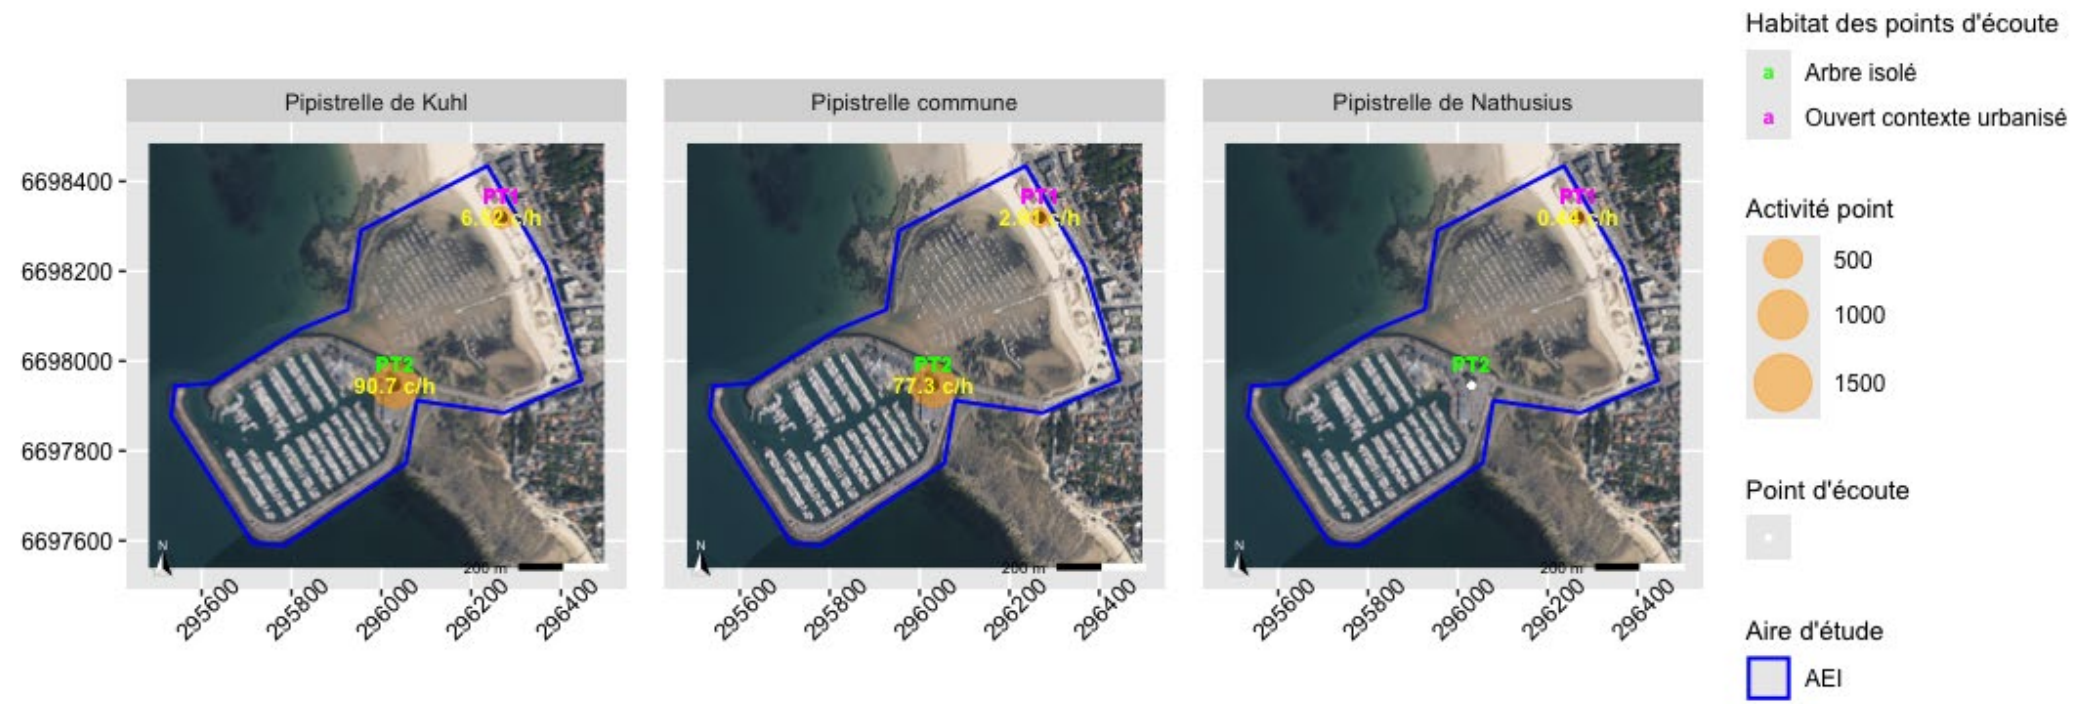 Habitat des points d'écoute
Arbre isolé
Ouvert contexte urbanisé
Activité point
500
1000
1500
Point d'écoute
Aire d'étude
AEI
Pipistrelle de Kuhl
Pipistrelle commune
Pipistrelle de Nathusius
6698400
6698200
6698000
6697800
6697600
PT1
PT2
90.7 c/h
N
200 m
PT1
PT2
77.3 c/h
N
200 m
PT1
PT2
N
200 m
295600
295800
296000
296200
296400
295600
295800
296000
296200
296400
295600
295800
296000
296200
296400